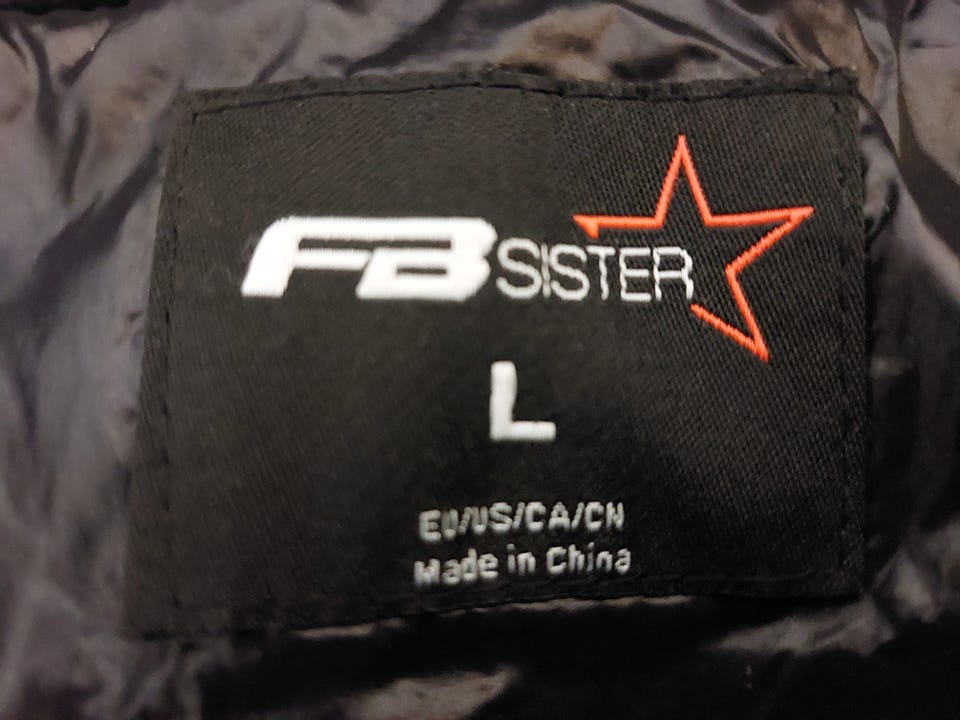 FB SISTER
L
EU/US/CA/CN
Made in China